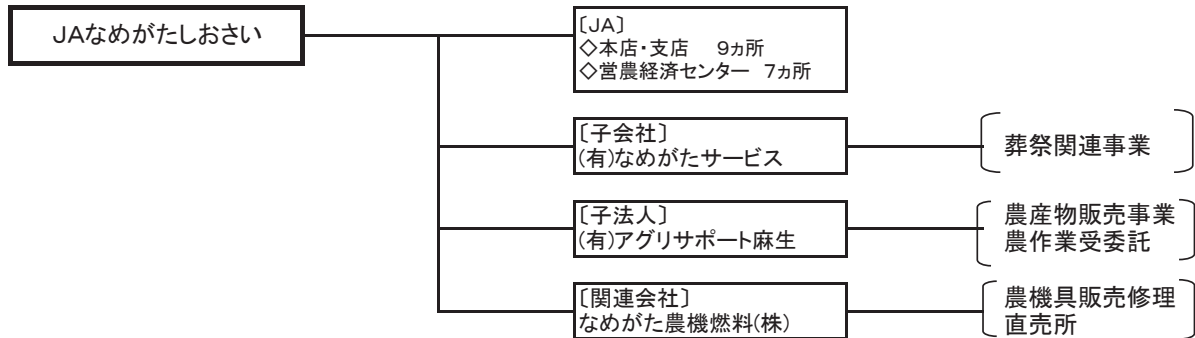 JAなめがたしおさい
〔JA〕
◇本店・支店　9ヵ所
◇営農経済センター　7ヵ所
〔子会社〕
(有)なめがたサービス
葬祭関連事業
〔子法人〕
(有)アグリサポート麻生
農産物販売事業
農作業受委託
〔関連会社〕
なめがた農機燃料(株)
農機具販売修理
直売所